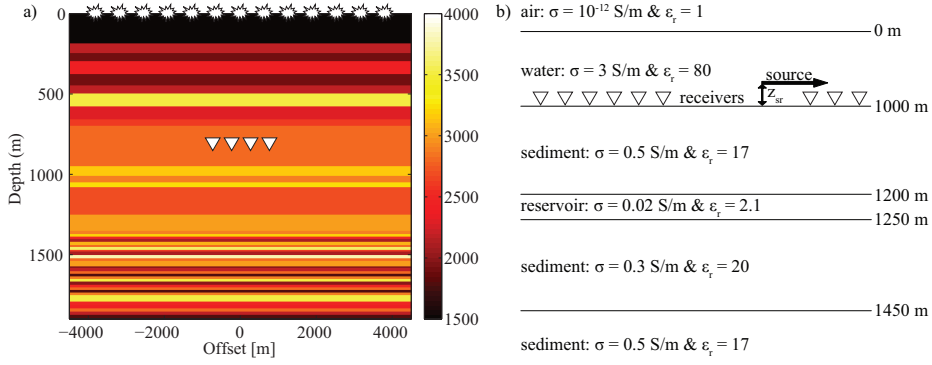 a)
0
500
1000
1500
Depth (m)
−4000
−2000
0
2000
4000
Offset [m]
4000
3500
3000
2500
2000
1500
b)
air: σ = 10⁻¹² S/m & εᵣ = 1
0 m
water: σ = 3 S/m & εᵣ = 80
source
receivers
z_sr
1000 m
sediment: σ = 0.5 S/m & εᵣ = 17
1200 m
reservoir: σ = 0.02 S/m & εᵣ = 2.1
1250 m
sediment: σ = 0.3 S/m & εᵣ = 20
1450 m
sediment: σ = 0.5 S/m & εᵣ = 17